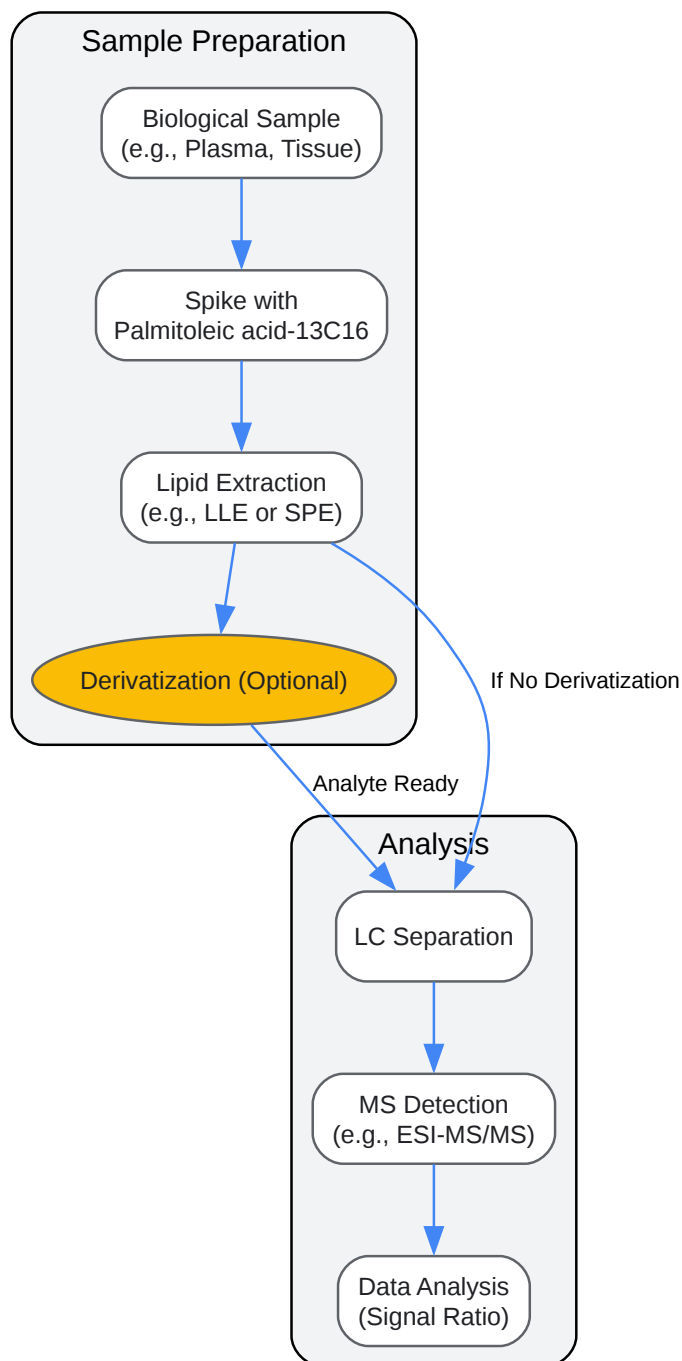 Sample Preparation
Biological Sample
(e.g., Plasma, Tissue)
Spike with
Palmitoleic acid-13C16
Lipid Extraction
(e.g., LLE or SPE)
Derivatization (Optional)
If No Derivatization
Analyte Ready
Analysis
LC Separation
MS Detection
(e.g., ESI-MS/MS)
Data Analysis
(Signal Ratio)